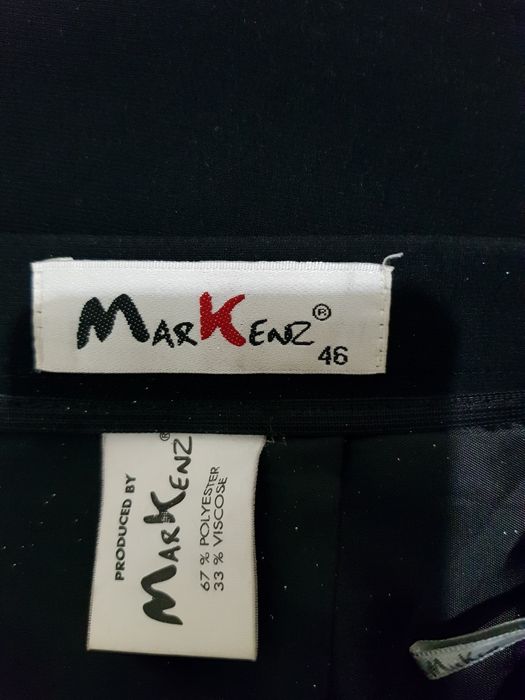 MARKENZ®
46
PRODUCED BY
MARKENZ®
67 % POLYESTER
33 % VISCOSE